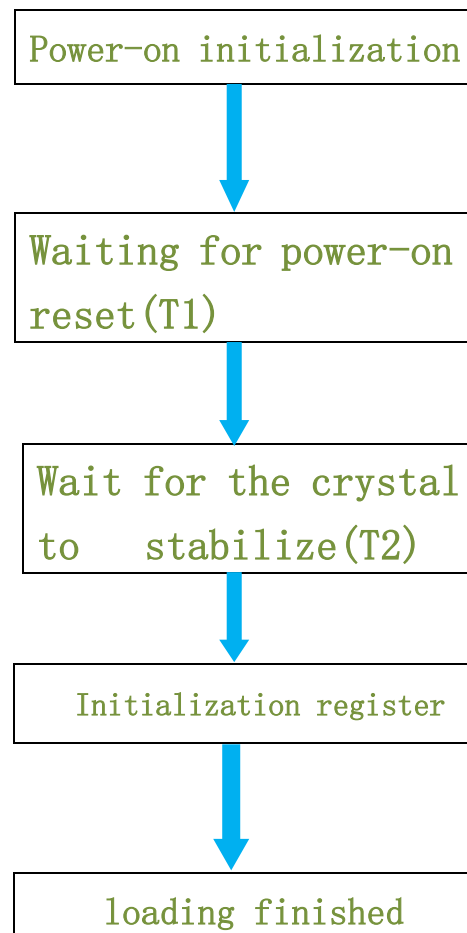 Power-on initialization
Waiting for power-on
reset(T1)
Wait for the crystal
to stabilize(T2)
Initialization register
loading finished